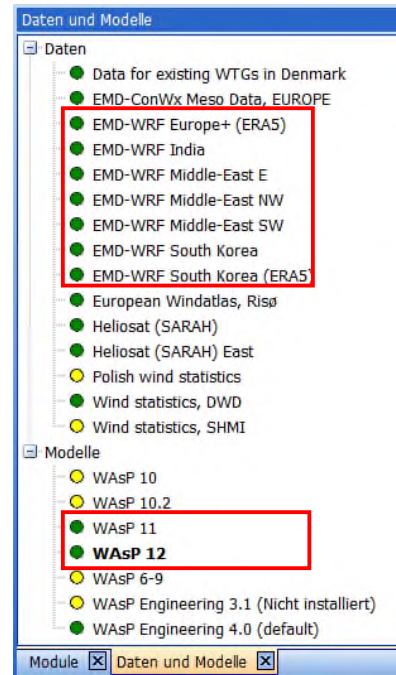 Daten und Modelle
Daten
Data for existing WTGs in Denmark
EMD-ConWx Meso Data, EUROPE
EMD-WRF Europe+ (ERA5)
EMD-WRF India
EMD-WRF Middle-East E
EMD-WRF Middle-East NW
EMD-WRF Middle-East SW
EMD-WRF South Korea
EMD-WRF South Korea (ERA5)
European Windatlas, Risø
Heliosat (SARAH)
Heliosat (SARAH) East
Polish wind statistics
Wind statistics, DWD
Wind statistics, SHMI
Modelle
WAsP 10
WAsP 10.2
WAsP 11
WAsP 12
WAsP 6-9
WAsP Engineering 3.1 (Nicht installiert)
WAsP Engineering 4.0 (default)
Module Daten und Modelle